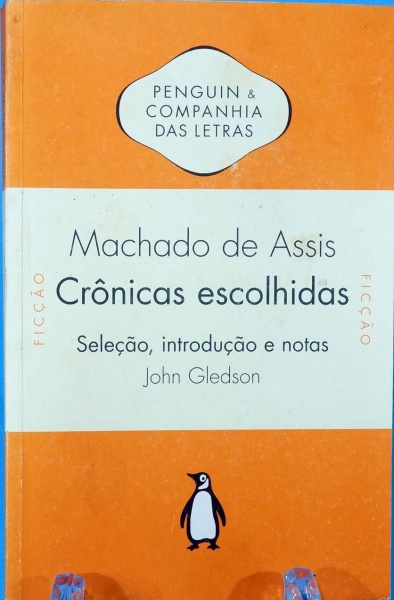 PENGUIN &
COMPANHIA
DAS LETRAS
Machado de Assis
Crônicas escolhidas
FICÇÃO
FICÇÃO
Seleção, introdução e notas
John Gledson